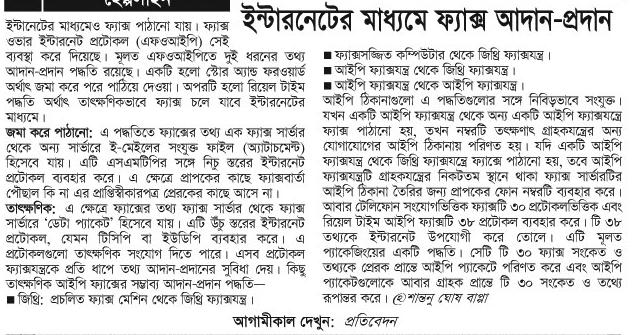 হেল্পলাইন
ইন্টারনেটের মাধ্যমে ফ্যাক্স আদান-প্রদান
ইন্টানেটের মাধ্যমেও ফ্যাক্স পাঠানো যায়। ফ্যাক্স
ওভার ইন্টারনেট প্রটোকল (এফওআইপি) সেই
ব্যবস্থা করে দিয়েছে। মূলত এফওআইপিতে দুই ধরনের তথ্য
আদান-প্রদান পদ্ধতি রয়েছে। একটি হলো স্টোর অ্যান্ড ফরওয়ার্ড
অর্থাৎ জমা করে পরে পাঠিয়ে দেওয়া। অপরটি হলো রিয়েল টাইম
পদ্ধতি অর্থাৎ তাৎক্ষণিকভাবে ফ্যাক্স চলে যাবে ইন্টারনেটের
মাধ্যমে।
জমা করে পাঠানো: এ পদ্ধতিতে ফ্যাক্সের তথ্য এক ফ্যাক্স সার্ভার
থেকে অন্য সার্ভারে ই-মেইলের সংযুক্ত ফাইল (অ্যাটাচমেন্ট)
হিসেবে যায়। এটি এসএমটিপির সঙ্গে নিচু স্তরের ইন্টারনেট
প্রটোকল ব্যবহার করে। এ ক্ষেত্রে প্রাপকের কাছে ফ্যাক্সবার্তা
পৌঁছাল কি না এর প্রাপ্তিস্বীকারপত্র প্রেরকের কাছে আসে না।
তাৎক্ষণিক: এ ক্ষেত্রে ফ্যাক্সের তথ্য ফ্যাক্স সার্ভার থেকে ফ্যাক্স
সার্ভারে 'ডেটা প্যাকেট' হিসেবে যায়। এটি উঁচু স্তরের ইন্টারনেট
প্রটোকল, যেমন টিসিপি বা ইউডিপি ব্যবহার করে। এ
প্রটোকলগুলো তাৎক্ষণিক সংযোগ দিতে পারে। এসব প্রটোকল
ফ্যাক্সযন্ত্রকে প্রতি ধাপে তথ্য আদান-প্রদানের সুবিধা দেয়। কিছু
তাৎক্ষণিক আইপি ফ্যাক্সের সম্ভাব্য আদান-প্রদান পদ্ধতি—
■ জিথ্রি: প্রচলিত ফ্যাক্স মেশিন থেকে জিথ্রি ফ্যাক্সযন্ত্র।
■ ফ্যাক্সসজ্জিত কম্পিউটার থেকে জিথ্রি ফ্যাক্সযন্ত্র।
■ আইপি ফ্যাক্সযন্ত্র থেকে জিথ্রি ফ্যাক্সযন্ত্র।
■ আইপি ফ্যাক্সযন্ত্র থেকে আইপি ফ্যাক্সযন্ত্র।
আইপি ঠিকানাগুলো এ পদ্ধতিগুলোর সঙ্গে নিবিড়ভাবে সংযুক্ত।
যখন একটি আইপি ফ্যাক্সযন্ত্র থেকে অন্য একটি আইপি ফ্যাক্সযন্ত্রে
ফ্যাক্স পাঠানো হয়, তখন নম্বরটি তৎক্ষণাৎ গ্রাহকযন্ত্রের অন্য
যোগাযোগের আইপি ঠিকানায় পরিণত হয়। যদি একটি আইপি
ফ্যাক্সযন্ত্র থেকে জিথ্রি ফ্যাক্সযন্ত্রে ফ্যাক্স পাঠানো হয়, তবে আইপি
ফ্যাক্সযন্ত্রটি গ্রাহকযন্ত্রের নিকটতম স্থানে থাকা ফ্যাক্স সার্ভারটির
আইপি ঠিকানা তৈরির জন্য প্রাপকের ফোন নম্বরটি ব্যবহার করে।
আবার টেলিফোন সংযোগভিত্তিক ফ্যাক্সটি ৩০ প্রটোকলভিত্তিক এবং
রিয়েল টাইম আইপি ফ্যাক্সটি ৩৮ প্রটোকল ব্যবহার করে। টি ৩৮
তথ্যকে ইন্টারনেট উপযোগী করে তোলে। এটি মূলত
প্যাকেজিংয়ের একটি পদ্ধতি। সেটি টি ৩০ ফ্যাক্স সংকেত ও
তথ্যকে প্রেরক প্রান্তে আইপি প্যাকেটে পরিণত করে এবং আইপি
প্যাকেটগুলোকে আবার গ্রাহক প্রান্তে টি ৩০ সংকেত ও তথ্যে
রূপান্তর করে। @শান্তনু ঘোষ বাপ্পা
আগামীকাল দেখুন: প্রতিবেদন